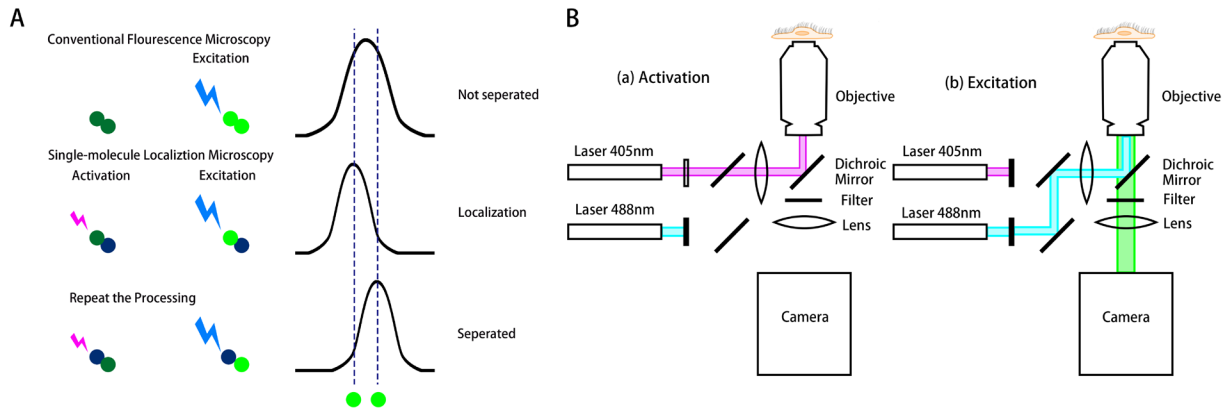 A
Conventional Flourescence Microscopy
Excitation
Not seperated
Single-molecule Localiztion Microscopy
Activation
Excitation
Localization
Repeat the Processing
Seperated
B
(a) Activation
Objective
Laser 405nm
Dichroic
Mirror
Filter
Laser 488nm
Lens
Camera
(b) Excitation
Objective
Laser 405nm
Dichroic
Mirror
Filter
Laser 488nm
Lens
Camera